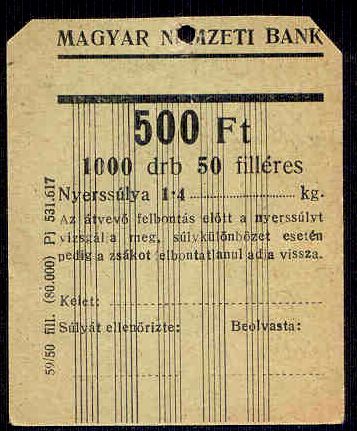 MAGYAR NEMZETI BANK
500 Ft
1000 drb 50 filléres
Nyerssúlya 1·4 kg.
Az átvevő felbontás előtt a nyerssúlyt
vizsgálja meg, súlykülönbözet esetén
pedig a zsákot felbontatlanul adja vissza.
Kelet:
Súlyát ellenőrizte: Beolvasta:
59/50 fill. (80.000) Pj 531.617